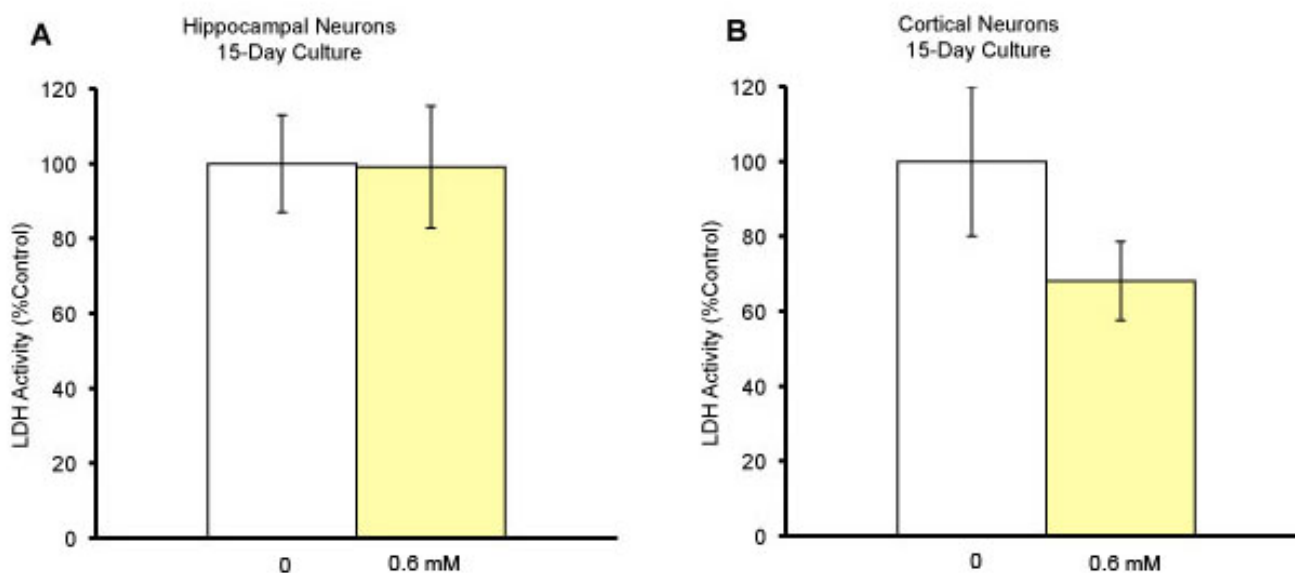 A
Hippocampal Neurons
15-Day Culture
LDH Activity (%Control)
120
100
80
60
40
20
0
0
0.6 mM
B
Cortical Neurons
15-Day Culture
LDH Activity (%Control)
120
100
80
60
40
20
0
0
0.6 mM